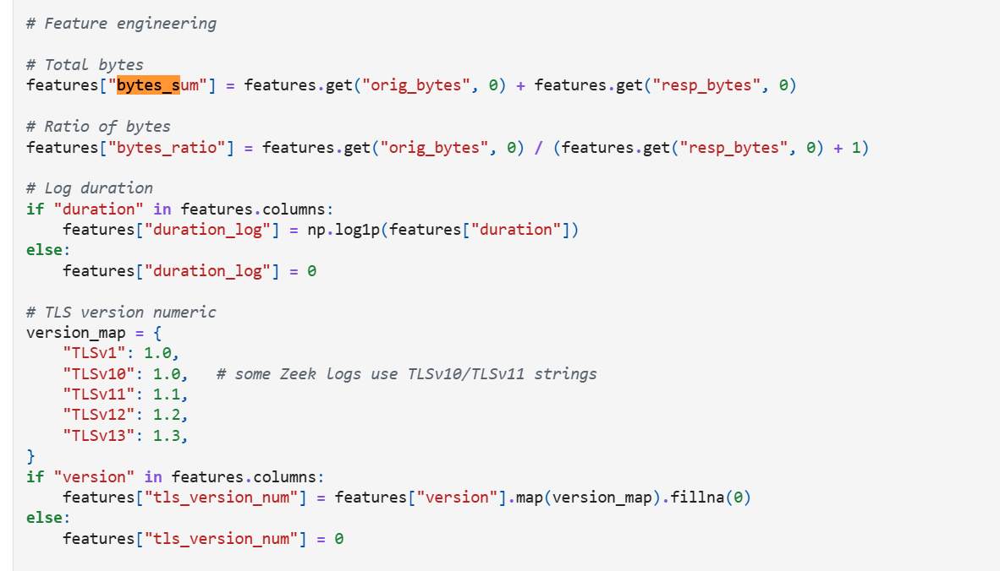 # Feature engineering
# Total bytes
features["bytes_sum"] = features.get("orig_bytes", 0) + features.get("resp_bytes", 0)
# Ratio of bytes
features["bytes_ratio"] = features.get("orig_bytes", 0) / (features.get("resp_bytes", 0) + 1)
# Log duration
if "duration" in features.columns:
    features["duration_log"] = np.log1p(features["duration"])
else:
    features["duration_log"] = 0
# TLS version numeric
version_map = {
    "TLSv1": 1.0,
    "TLSv10": 1.0,   # some Zeek logs use TLSv10/TLSv11 strings
    "TLSv11": 1.1,
    "TLSv12": 1.2,
    "TLSv13": 1.3,
}
if "version" in features.columns:
    features["tls_version_num"] = features["version"].map(version_map).fillna(0)
else:
    features["tls_version_num"] = 0